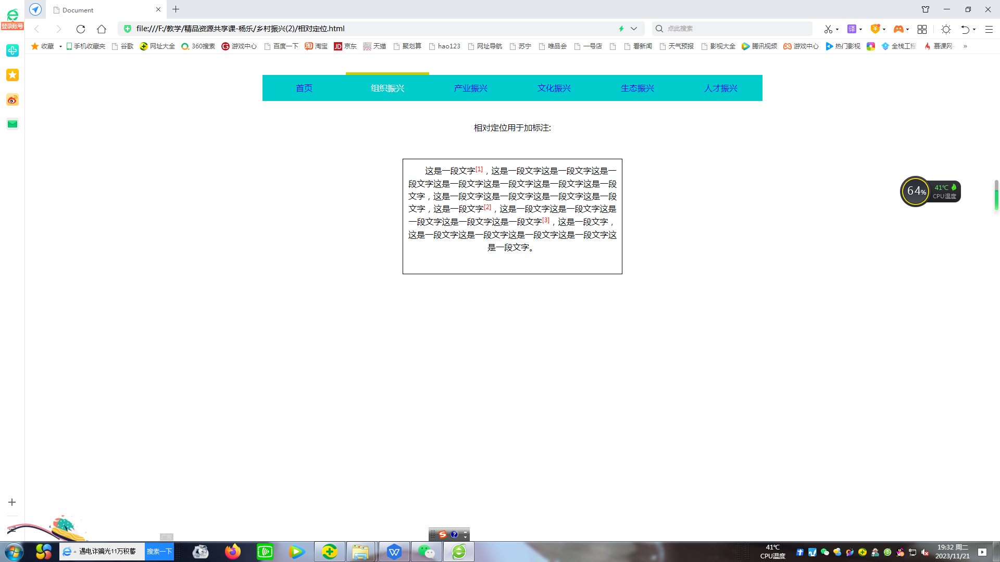 Document
登录账号
file:///F:/教学/精品资源共享课-杨乐/乡村振兴(2)/相对定位.html
点此搜索
译
收藏 手机收藏夹 谷歌 网址大全 360搜索 游戏中心 百度一下 淘 淘宝 JD 京东 天猫 聚划算 hao123 网址导航 苏宁 唯品会 一号店 看新闻 天气预报 影视大全 腾讯视频 游戏中心 热门影视 全栈工程 慕课网 »
首页 组织振兴 产业振兴 文化振兴 生态振兴 人才振兴
相对定位用于加标注:
这是一段文字[1]，这是一段文字这是一段文字这是一
段文字这是一段文字这是一段文字这是一段文字这是一段
文字，这是一段文字这是一段文字这是一段文字这是一段
文字，这是一段文字[2]，这是一段文字这是一段文字这是
一段文字这是一段文字这是一段文字[3]，这是一段文字，
这是一段文字这是一段文字这是一段文字这是一段文字这
是一段文字。
64%
41℃
CPU温度
广告
遇电诈骗光11万积蓄 搜索一下
41℃
CPU温度
19:32 周二
2023/11/21